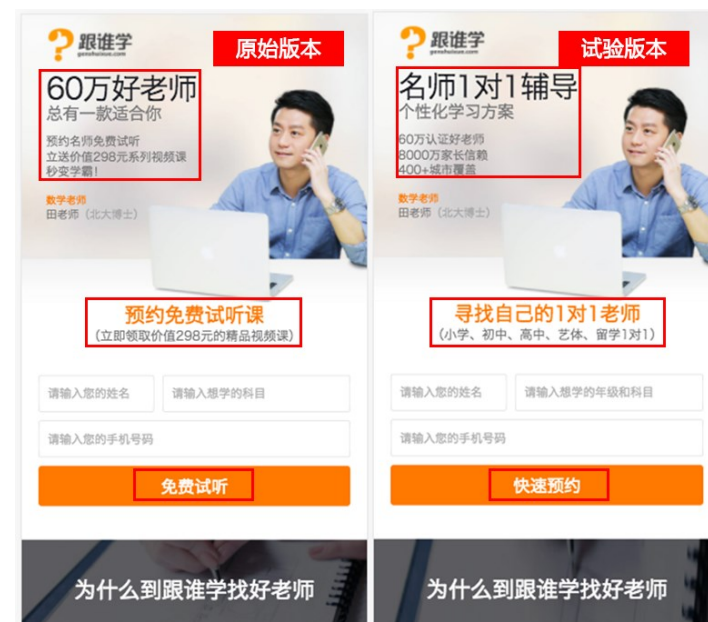 跟谁学
genshuixue.com
原始版本
60万好老师
总有一款适合你
预约名师免费试听
立送价值298元系列视频课
秒变学霸!
数学老师
田老师（北大博士）
预约免费试听课
(立即领取价值298元的精品视频课)
请输入您的姓名
请输入想学的科目
请输入您的手机号码
免费试听
为什么到跟谁学找好老师
跟谁学
genshuixue.com
试验版本
名师1对1辅导
个性化学习方案
60万认证好老师
8000万家长信赖
400+城市覆盖
数学老师
田老师（北大博士）
寻找自己的1对1老师
(小学、初中、高中、艺体、留学1对1)
请输入您的姓名
请输入想学的年级和科目
请输入您的手机号码
快速预约
为什么到跟谁学找好老师